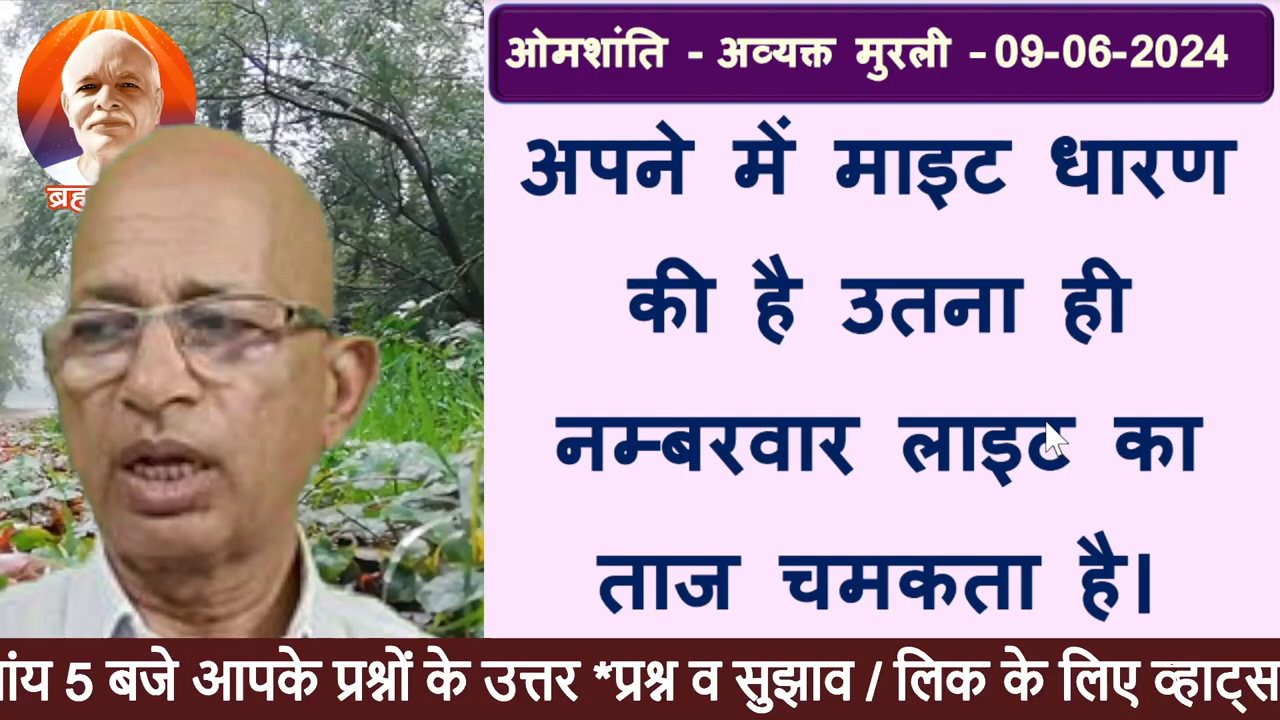 ओमशांति - अव्यक्त मुरली - 09-06-2024
अपने में माइट धारण
की है उतना ही
नम्बरवार लाइट का
ताज चमकता है।
5 बजे आपके प्रश्नों के उत्तर *प्रश्न व सुझाव / लिक के लिए